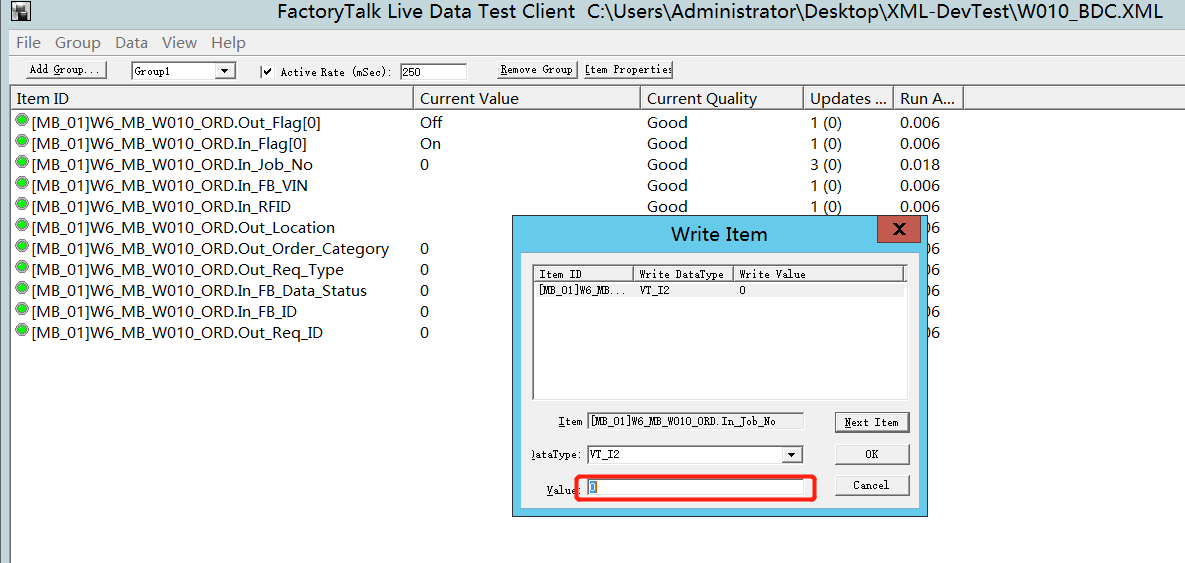 FactoryTalk Live Data Test Client C:\Users\Administrator\Desktop\XML-DevTest\W010_BDC.XML
File Group Data View Help
Add Group... Group1 Active Rate (mSec): 250 Remove Group Item Properties
Item ID Current Value Current Quality Updates ... Run A...
[MB_01]W6_MB_W010_ORD.Out_Flag[0] Off Good 1 (0) 0.006
[MB_01]W6_MB_W010_ORD.In_Flag[0] On Good 1 (0) 0.006
[MB_01]W6_MB_W010_ORD.In_Job_No 0 Good 3 (0) 0.018
[MB_01]W6_MB_W010_ORD.In_FB_VIN Good 1 (0) 0.006
[MB_01]W6_MB_W010_ORD.In_RFID Good 1 (0) 0.006
[MB_01]W6_MB_W010_ORD.Out_Location 06
[MB_01]W6_MB_W010_ORD.Out_Order_Category 0 06
[MB_01]W6_MB_W010_ORD.Out_Req_Type 0 06
[MB_01]W6_MB_W010_ORD.In_FB_Data_Status 0 06
[MB_01]W6_MB_W010_ORD.In_FB_ID 0 06
[MB_01]W6_MB_W010_ORD.Out_Req_ID 0 06
Write Item X
Item ID Write DataType Write Value
[MB_01]W6_MB... VT_I2 0
Item [MB_01]W6_MB_W010_ORD.In_Job_No Next Item
DataType: VT_I2 OK
Value: 0 Cancel